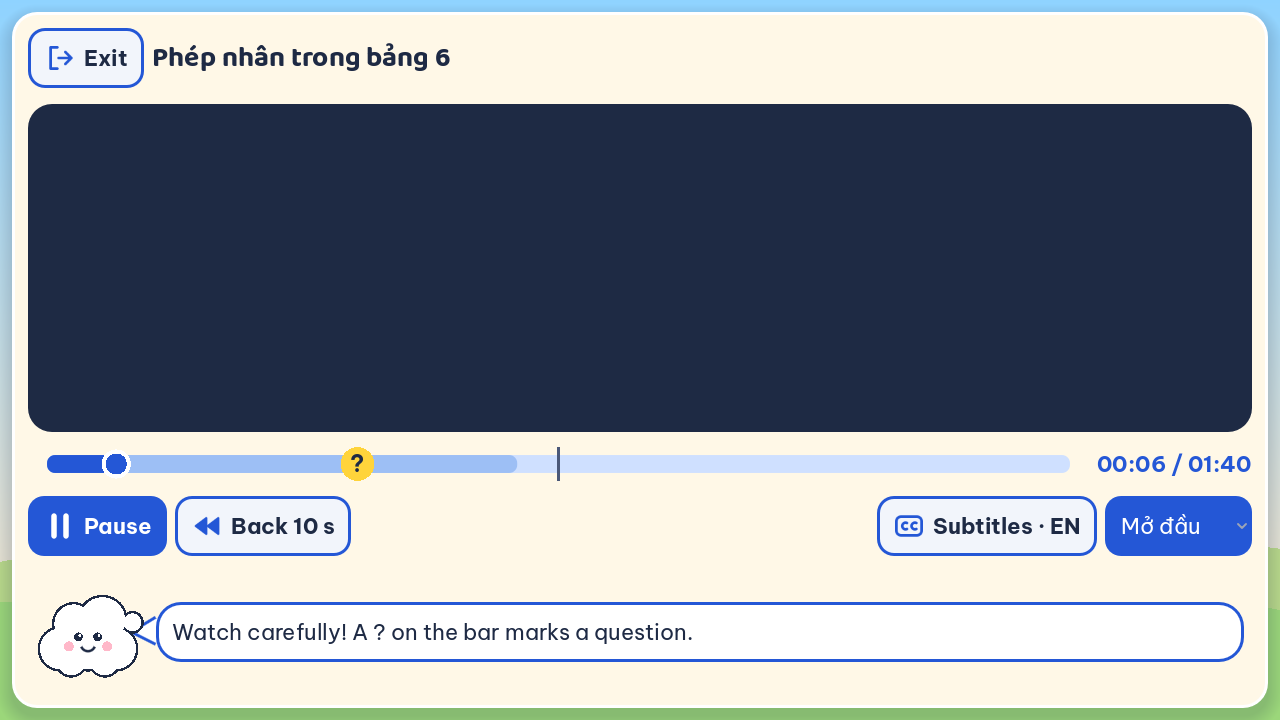 Exit
Phép nhân trong bảng 6
?
00:06 / 01:40
Pause
Back 10 s
Subtitles · EN
Mở đầu
Watch carefully! A ? on the bar marks a question.